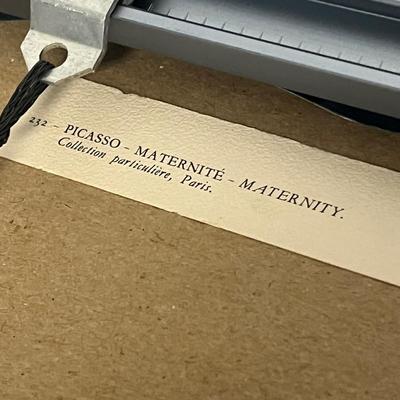 232 - PICASSO - MATERNITÉ - MATERNITY.
Collection particulière, Paris.